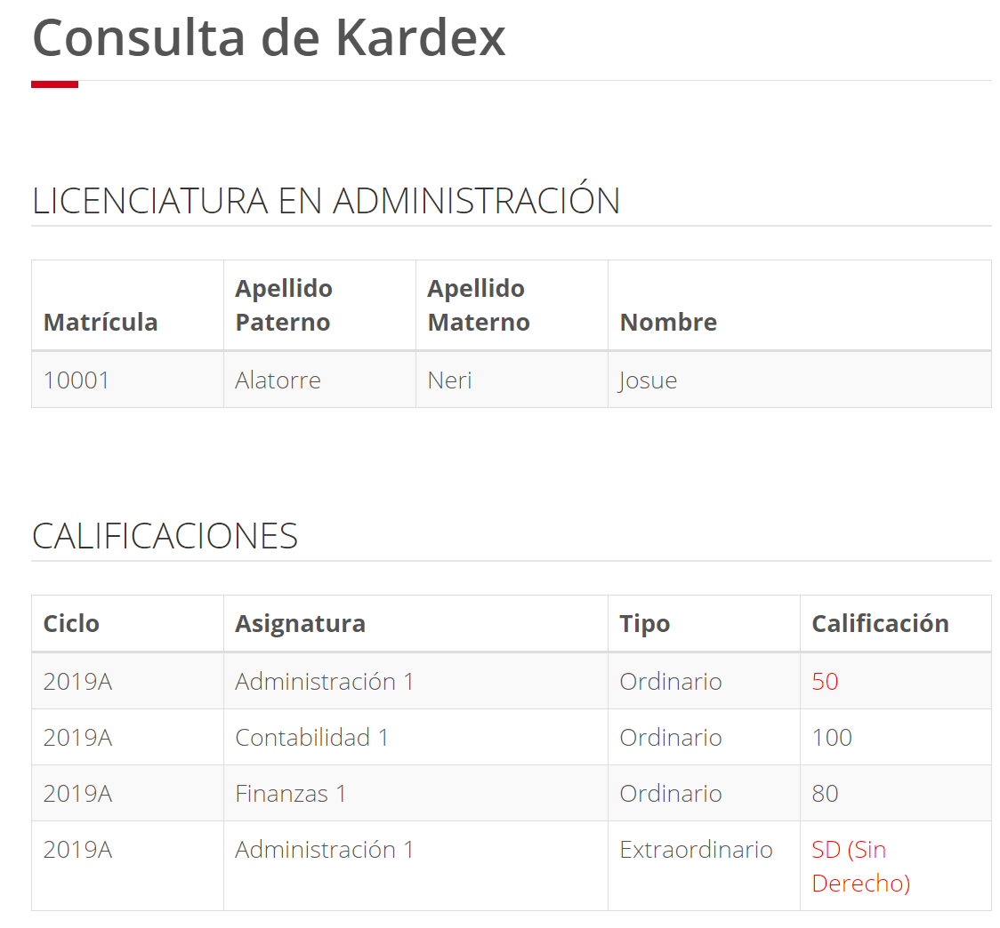 Consulta de Kardex
LICENCIATURA EN ADMINISTRACIÓN
Matrícula Apellido Paterno Apellido Materno Nombre
10001 Alatorre Neri Josue
CALIFICACIONES
Ciclo Asignatura Tipo Calificación
2019A Administración 1 Ordinario 50
2019A Contabilidad 1 Ordinario 100
2019A Finanzas 1 Ordinario 80
2019A Administración 1 Extraordinario SD (Sin Derecho)